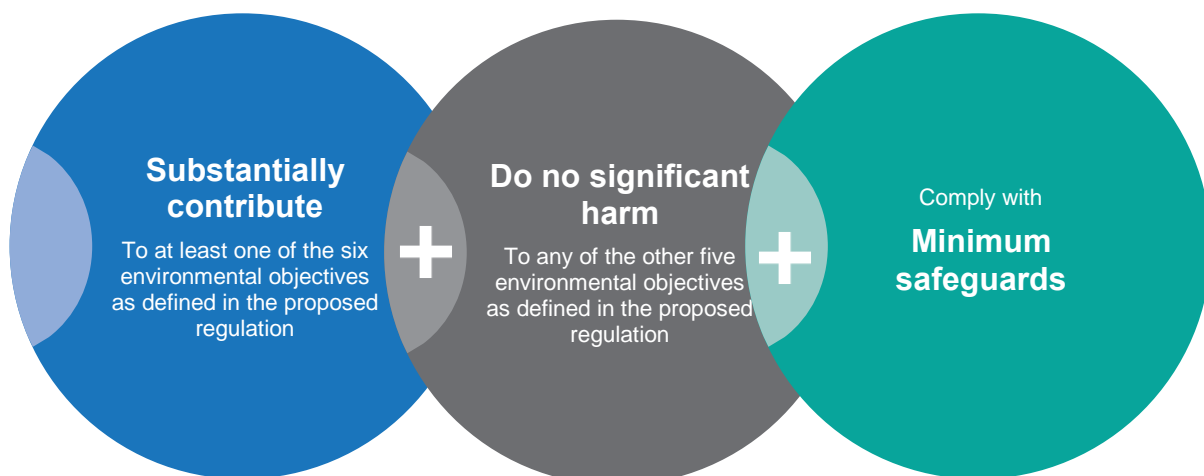 Substantially
contribute
To at least one of the six
environmental objectives
as defined in the proposed
regulation
+
Do no significant
harm
To any of the other five
environmental objectives
as defined in the proposed
regulation
+
Comply with
Minimum
safeguards